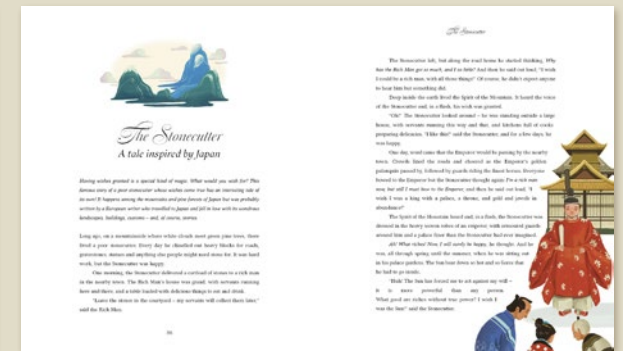 The Stonecutter
A tale inspired by Japan
Having wishes granted is a special kind of magic. What would you wish for? This
famous story of a poor stonecutter whose wishes come true has an interesting tale of
its own! It happens among the mountains and pine forests of Japan but was probably
written by a European writer who travelled to Japan and fell in love with its wondrous
landscapes, buildings, customs – and, of course, stories.
Long ago, on a mountainside where white clouds meet green pine trees, there
lived a poor stonecutter. Every day he chiselled out heavy blocks for roads,
gravestones, statues and anything else people might need stone for. It was hard
work, but the Stonecutter was happy.
One morning, the Stonecutter delivered a cartload of stones to a rich man
in the nearby town. The Rich Man's house was grand, with servants running
here and there, and a table loaded with delicious things to eat and drink.
"Leave the stones in the courtyard – my servants will collect them later,"
said the Rich Man.
The Stonecutter
The Stonecutter left, but along the road home he started thinking, Why
has the Rich Man got so much, and I so little? And then he said out loud, "I wish
I could be a rich man, with all those things!" Of course, he didn't expect anyone
to hear him but something did.
Deep inside the earth lived the Spirit of the Mountain. It heard the voice
of the Stonecutter and, in a flash, his wish was granted.
"Oh!" The Stonecutter looked around – he was standing outside a large
house, with servants running this way and that, and kitchens full of cooks
preparing delicacies. "I like this!" said the Stonecutter, and for a few days, he
was happy.
One day, word came that the Emperor would be passing by the nearby
town. Crowds lined the roads and cheered as the Emperor's golden
palanquin passed by, followed by guards riding the finest horses. Everyone
bowed to the Emperor but the Stonecutter thought again: I'm a rich man
now, but still I must bow to the Emperor, and then he said out loud, "I
wish I was a king with a palace, a throne, and gold and jewels in
abundance!"
The Spirit of the Mountain heard and, in a flash, the Stonecutter was
dressed in the heavy woven robes of an emperor, with armoured guards
around him and a palace finer than the Stonecutter had ever imagined.
Ah! What riches! Now, I will surely be happy, he thought. And he
was, all through spring until the summer, when he was sitting out
in his palace gardens. The sun beat down so hot and so fierce that
he had to go inside.
"Huh! The Sun has forced me to act against my will –
it is more powerful than any person.
What good are riches without true power? I wish I
was the Sun!" said the Stonecutter.